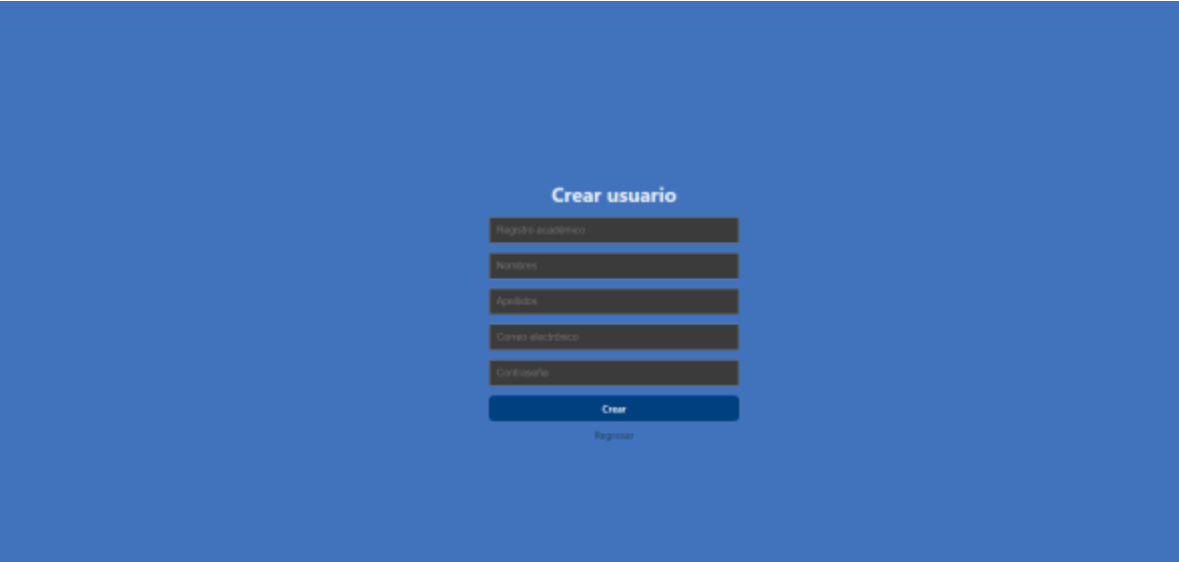 Crear usuario
Registro académico
Nombres
Apellidos
Correo electrónico
Contraseña
Crear
Regresar